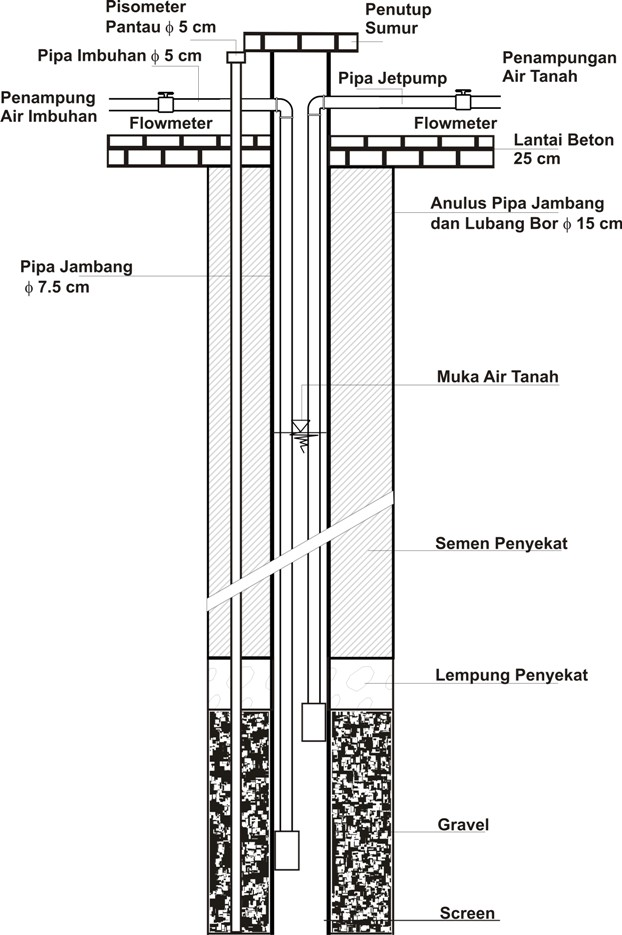 Pisometer
Pantau ϕ 5 cm
Penutup
Sumur
Pipa Imbuhan ϕ 5 cm
Penampungan
Air Tanah
Pipa Jetpump
Penampung
Air Imbuhan
Flowmeter
Flowmeter
Lantai Beton
25 cm
Anulus Pipa Jambang
dan Lubang Bor ϕ 15 cm
Pipa Jambang
ϕ 7.5 cm
Muka Air Tanah
Semen Penyekat
Lempung Penyekat
Gravel
Screen